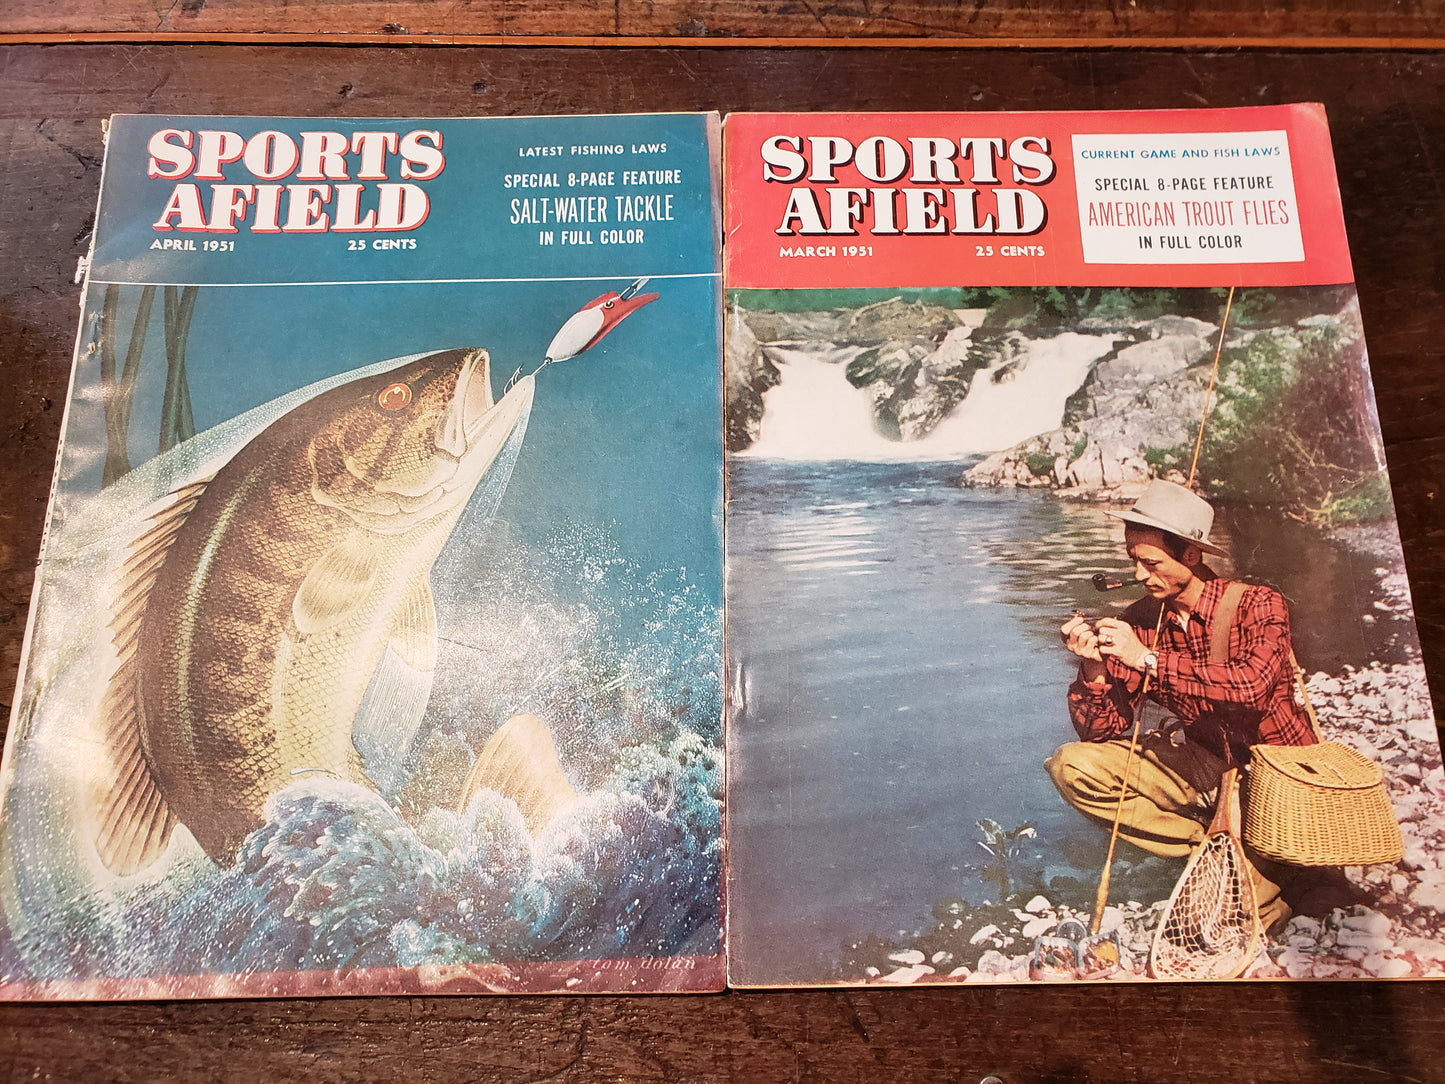 SPORTS
AFIELD
APRIL 1951 25 CENTS
LATEST FISHING LAWS
SPECIAL 8-PAGE FEATURE
SALT-WATER TACKLE
IN FULL COLOR
tom dolan
SPORTS
AFIELD
MARCH 1951 25 CENTS
CURRENT GAME AND FISH LAWS
SPECIAL 8-PAGE FEATURE
AMERICAN TROUT FLIES
IN FULL COLOR